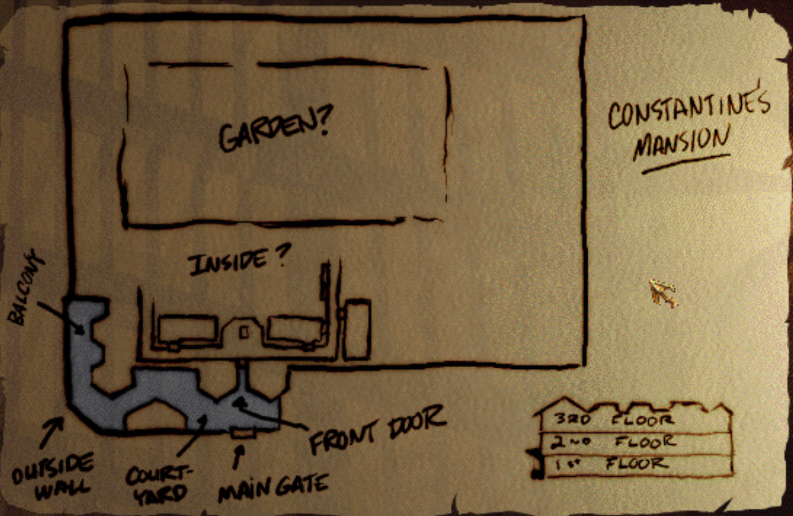 CONSTANTINE'S
MANSION
GARDEN?
INSIDE?
BALCONY
FRONT DOOR
OUTSIDE
WALL
COURT-
YARD
MAIN GATE
3RD FLOOR
2ND FLOOR
1st FLOOR